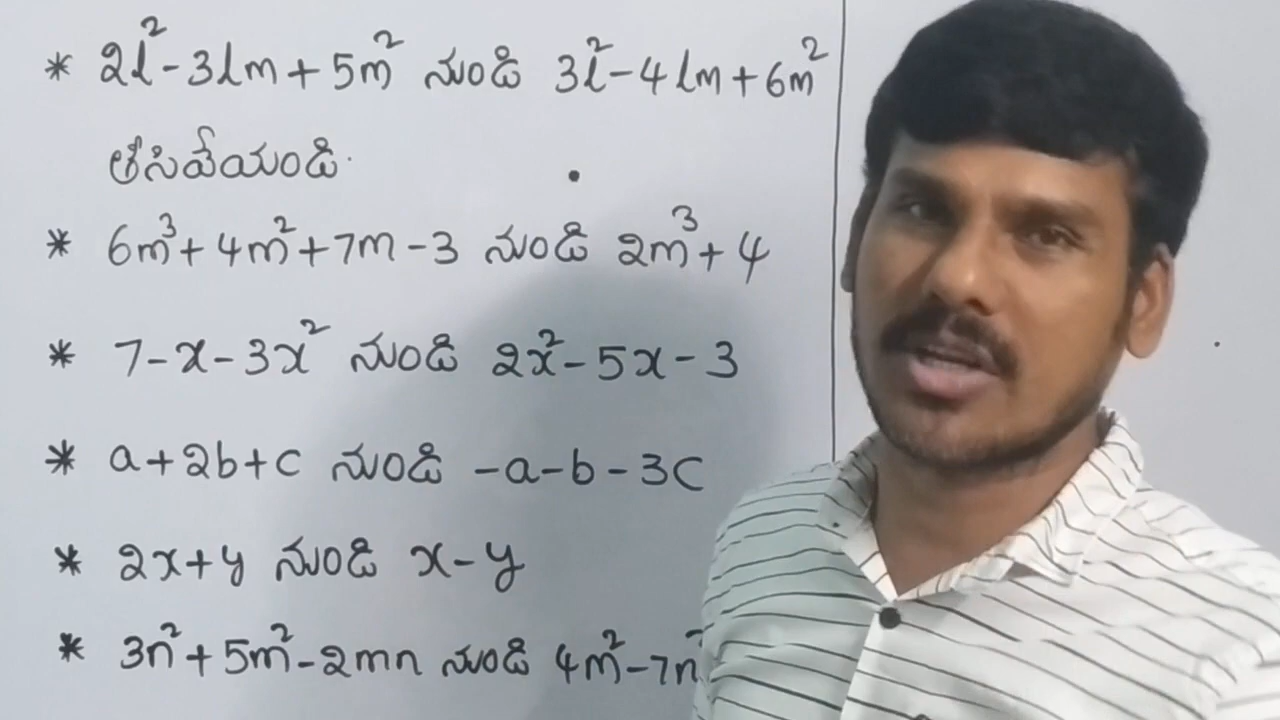 * 2l² - 3lm + 5m² నుండి 3l² - 4lm + 6m²
తీసివేయండి.
* 6m³ + 4m² + 7m - 3 నుండి 2m³ + 4
* 7 - x - 3x² నుండి 2x² - 5x - 3
* a + 2b + c నుండి -a - b - 3c
* 2x + y నుండి x - y
* 3n² + 5m² - 2mn నుండి 4m² - 7n²